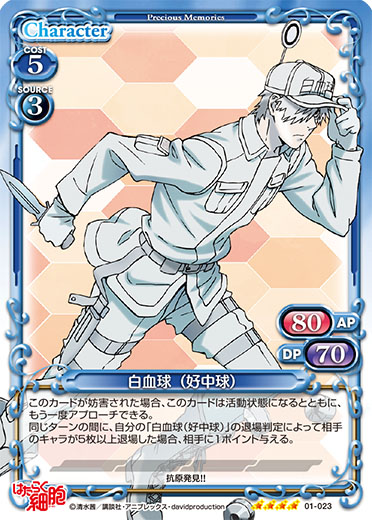 Precious Memories
Character
COST
5
SOURCE
3
80 AP
DP 70
白血球（好中球）
このカードが妨害された場合、このカードは活動状態になるとともに、
もう一度アプローチできる。
同じターンの間に、自分の「白血球（好中球）」の退場判定によって相手
のキャラが5枚以上退場した場合、相手に1ポイント与える。
抗原発見!!
はたらく
細胞
©清水茜／講談社・アニプレックス・davidproduction
★★★★ 01-023